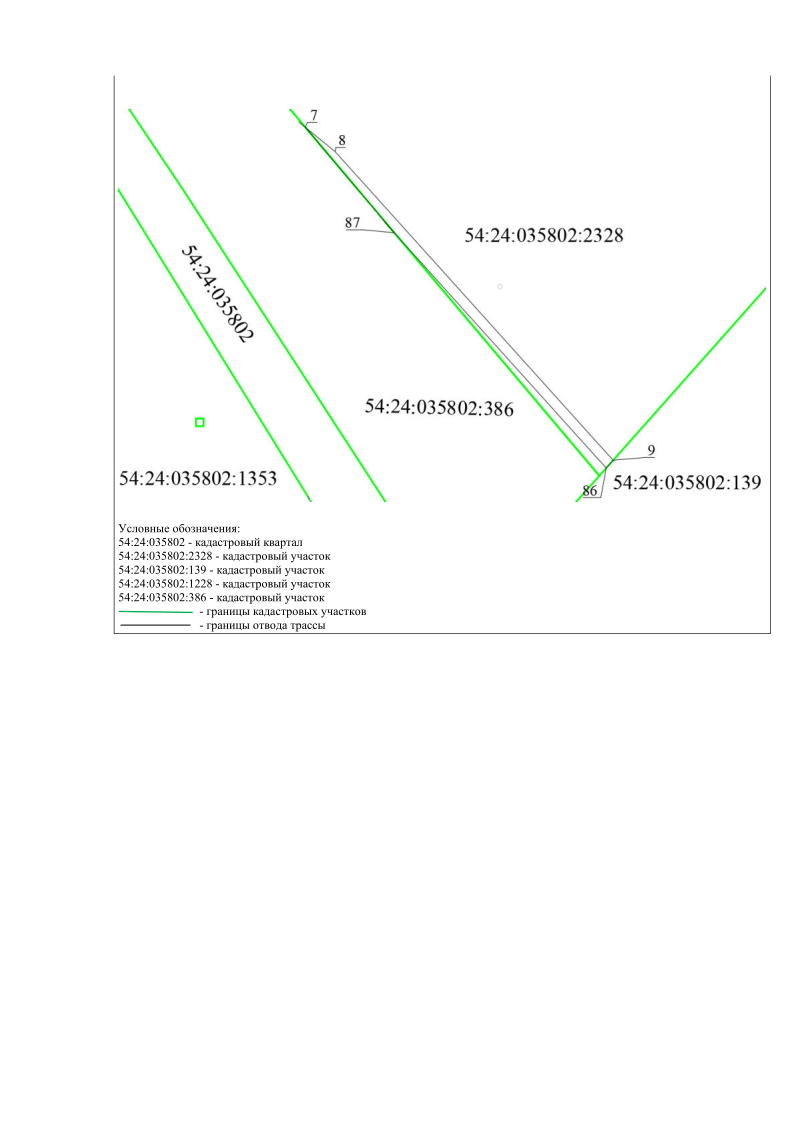 7
8
87
54:24:035802:2328
54:24:035802
54:24:035802:386
9
54:24:035802:1353
86
54:24:035802:139
Условные обозначения:
54:24:035802 - кадастровый квартал
54:24:035802:2328 - кадастровый участок
54:24:035802:139 - кадастровый участок
54:24:035802:1228 - кадастровый участок
54:24:035802:386 - кадастровый участок
- границы кадастровых участков
- границы отвода трассы